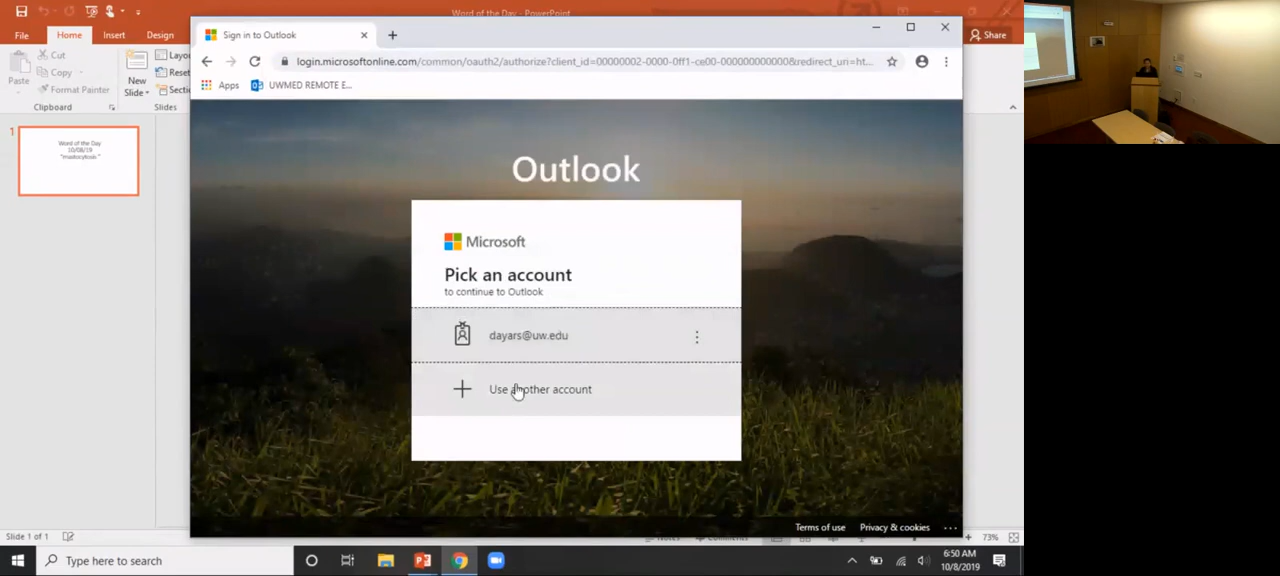 Word of the Day - PowerPoint
File Home Insert Design
Share
Cut
Copy
Format Painter
Paste
Clipboard
New
Slide
Reset
Slides
Sign in to Outlook
login.microsoftonline.com/common/oauth2/authorize?client_id=00000002-0000-0ff1-ce00-000000000000&redirect_uri=ht...
Apps UWMED REMOTE E...
1
Word of the Day
10/08/19
"mastocytosis "
Outlook
Microsoft
Pick an account
to continue to Outlook
dayars@uw.edu
Use another account
Terms of use Privacy & cookies ...
Slide 1 of 1
73%
Type here to search
6:50 AM
10/8/2019